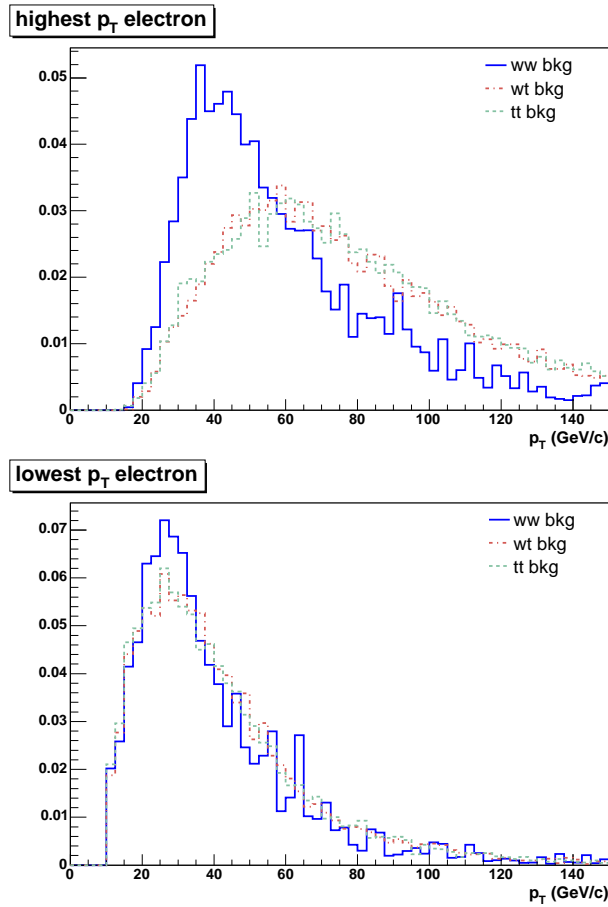 highest p_T electron
ww bkg
wt bkg
tt bkg
0.05
0.04
0.03
0.02
0.01
0
0 20 40 60 80 100 120 140
p_T (GeV/c)
lowest p_T electron
ww bkg
wt bkg
tt bkg
0.07
0.06
0.05
0.04
0.03
0.02
0.01
0
0 20 40 60 80 100 120 140
p_T (GeV/c)